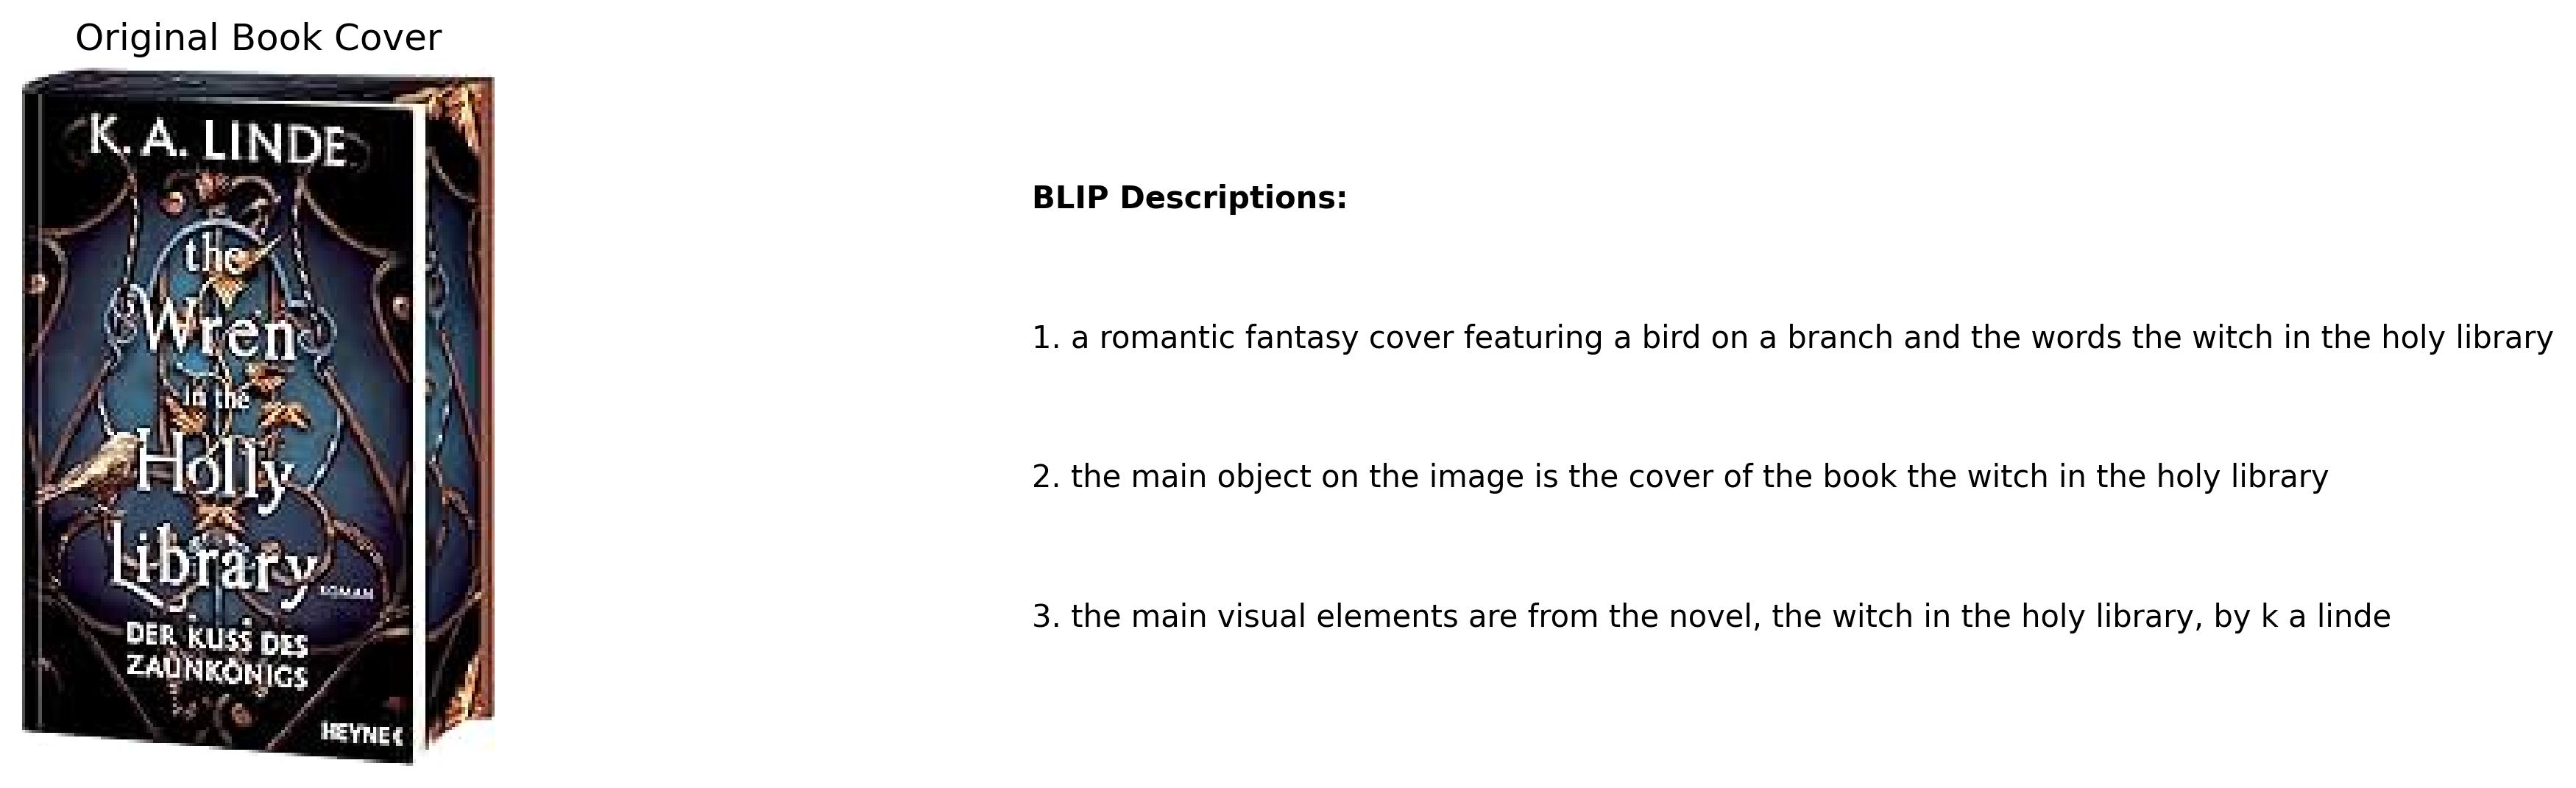 Original Book Cover
K. A. LINDE
the
Wren
in the
Holly
Library
ROMAN
DER KUSS DES
ZAUNKÖNIGS
HEYNE
BLIP Descriptions:
1. a romantic fantasy cover featuring a bird on a branch and the words the witch in the holy library
2. the main object on the image is the cover of the book the witch in the holy library
3. the main visual elements are from the novel, the witch in the holy library, by k a linde